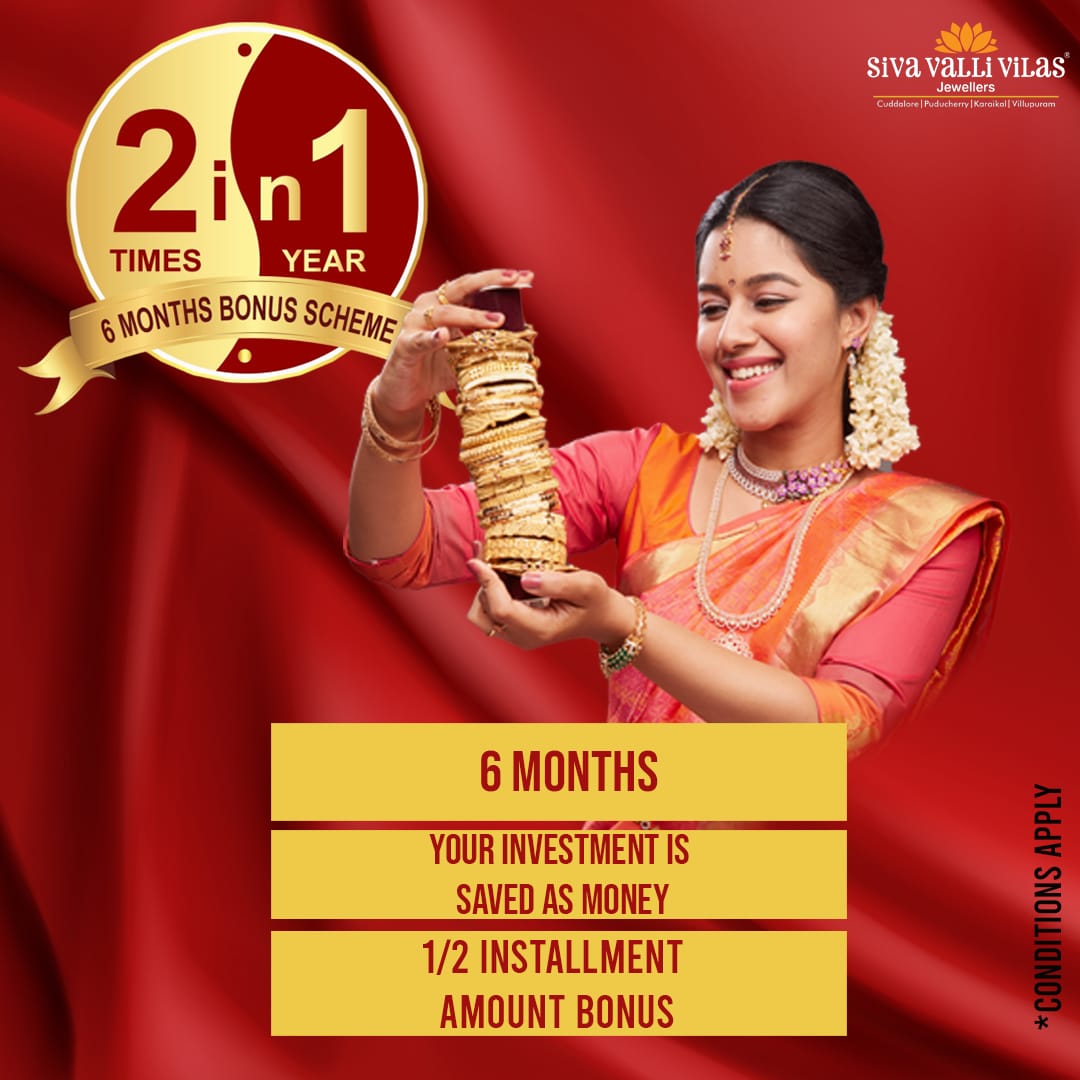 SIVA VALLI VILAS®
Jewellers
Cuddalore | Puducherry | Karaikal | Villupuram
2 in 1
TIMES YEAR
6 MONTHS BONUS SCHEME
6 MONTHS
YOUR INVESTMENT IS
SAVED AS MONEY
1/2 INSTALLMENT
AMOUNT BONUS
*CONDITIONS APPLY